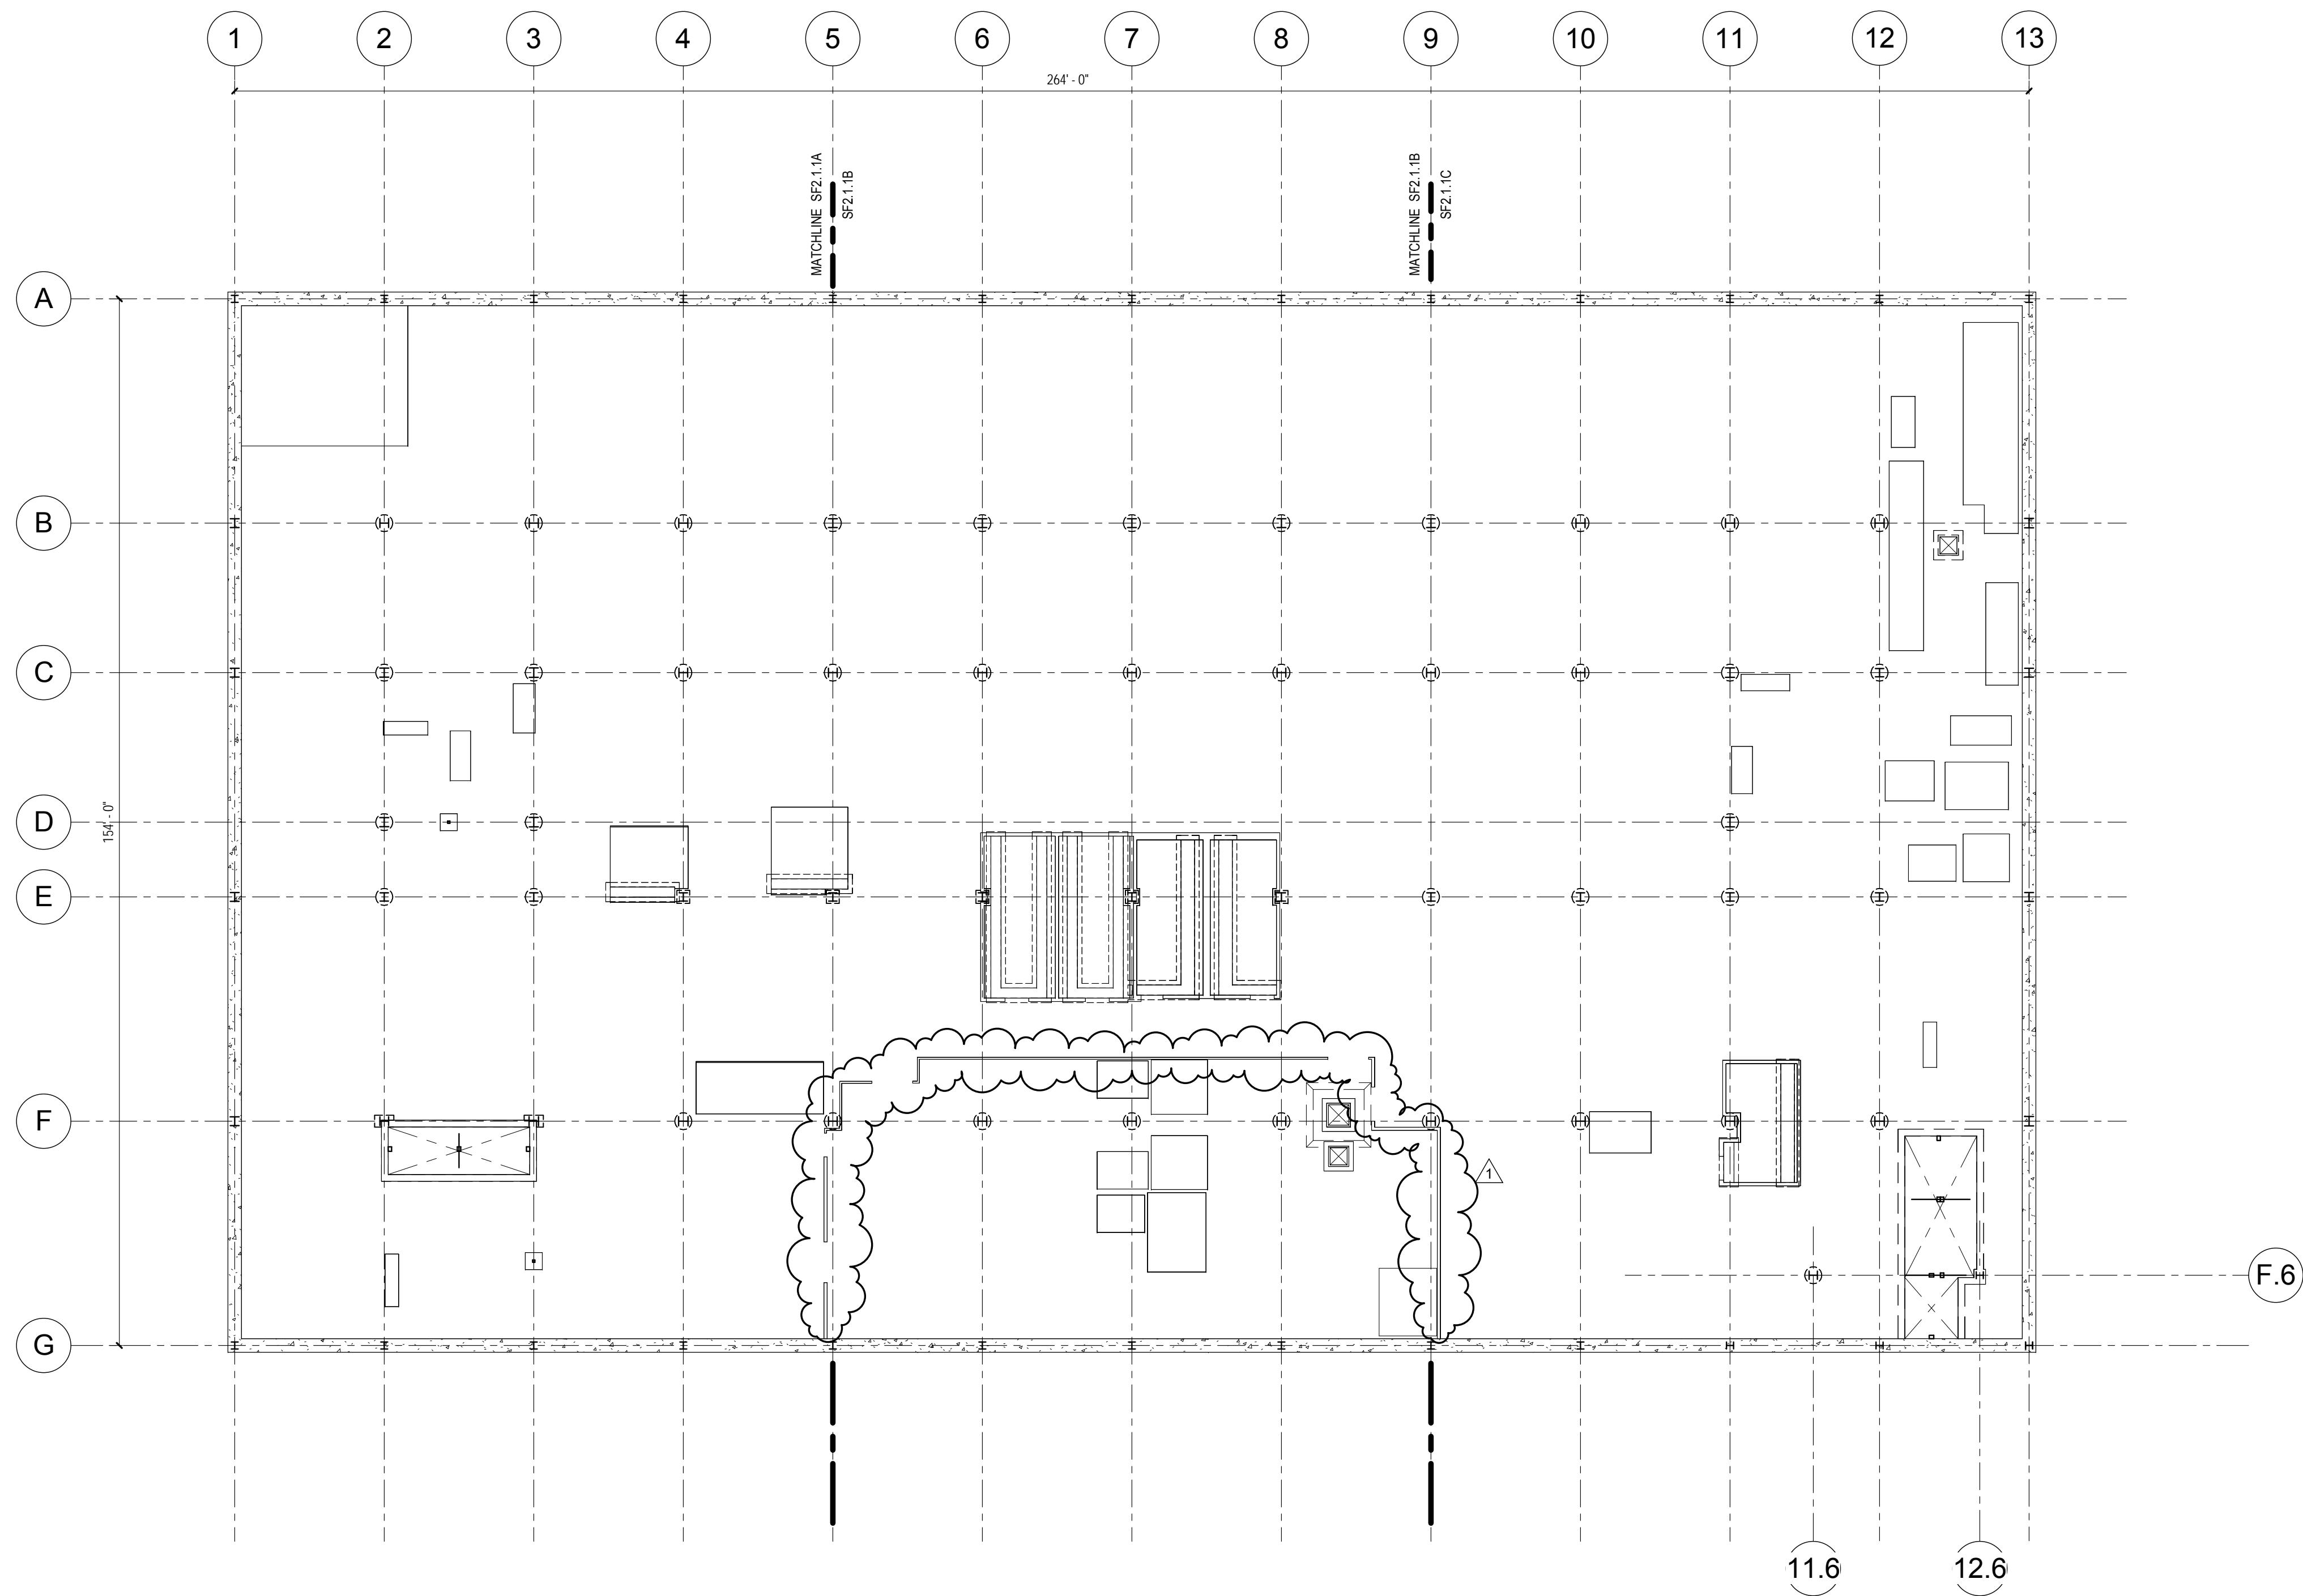 1 2 3 4 5 6 7 8 9 10 11 12 13
264' - 0"
MATCHLINE SF2.1.1A
SF2.1.1B
MATCHLINE SF2.1.1B
SF2.1.1C
A
B
C
D
154' - 0"
E
F
1
F.6
G
11.6 12.6